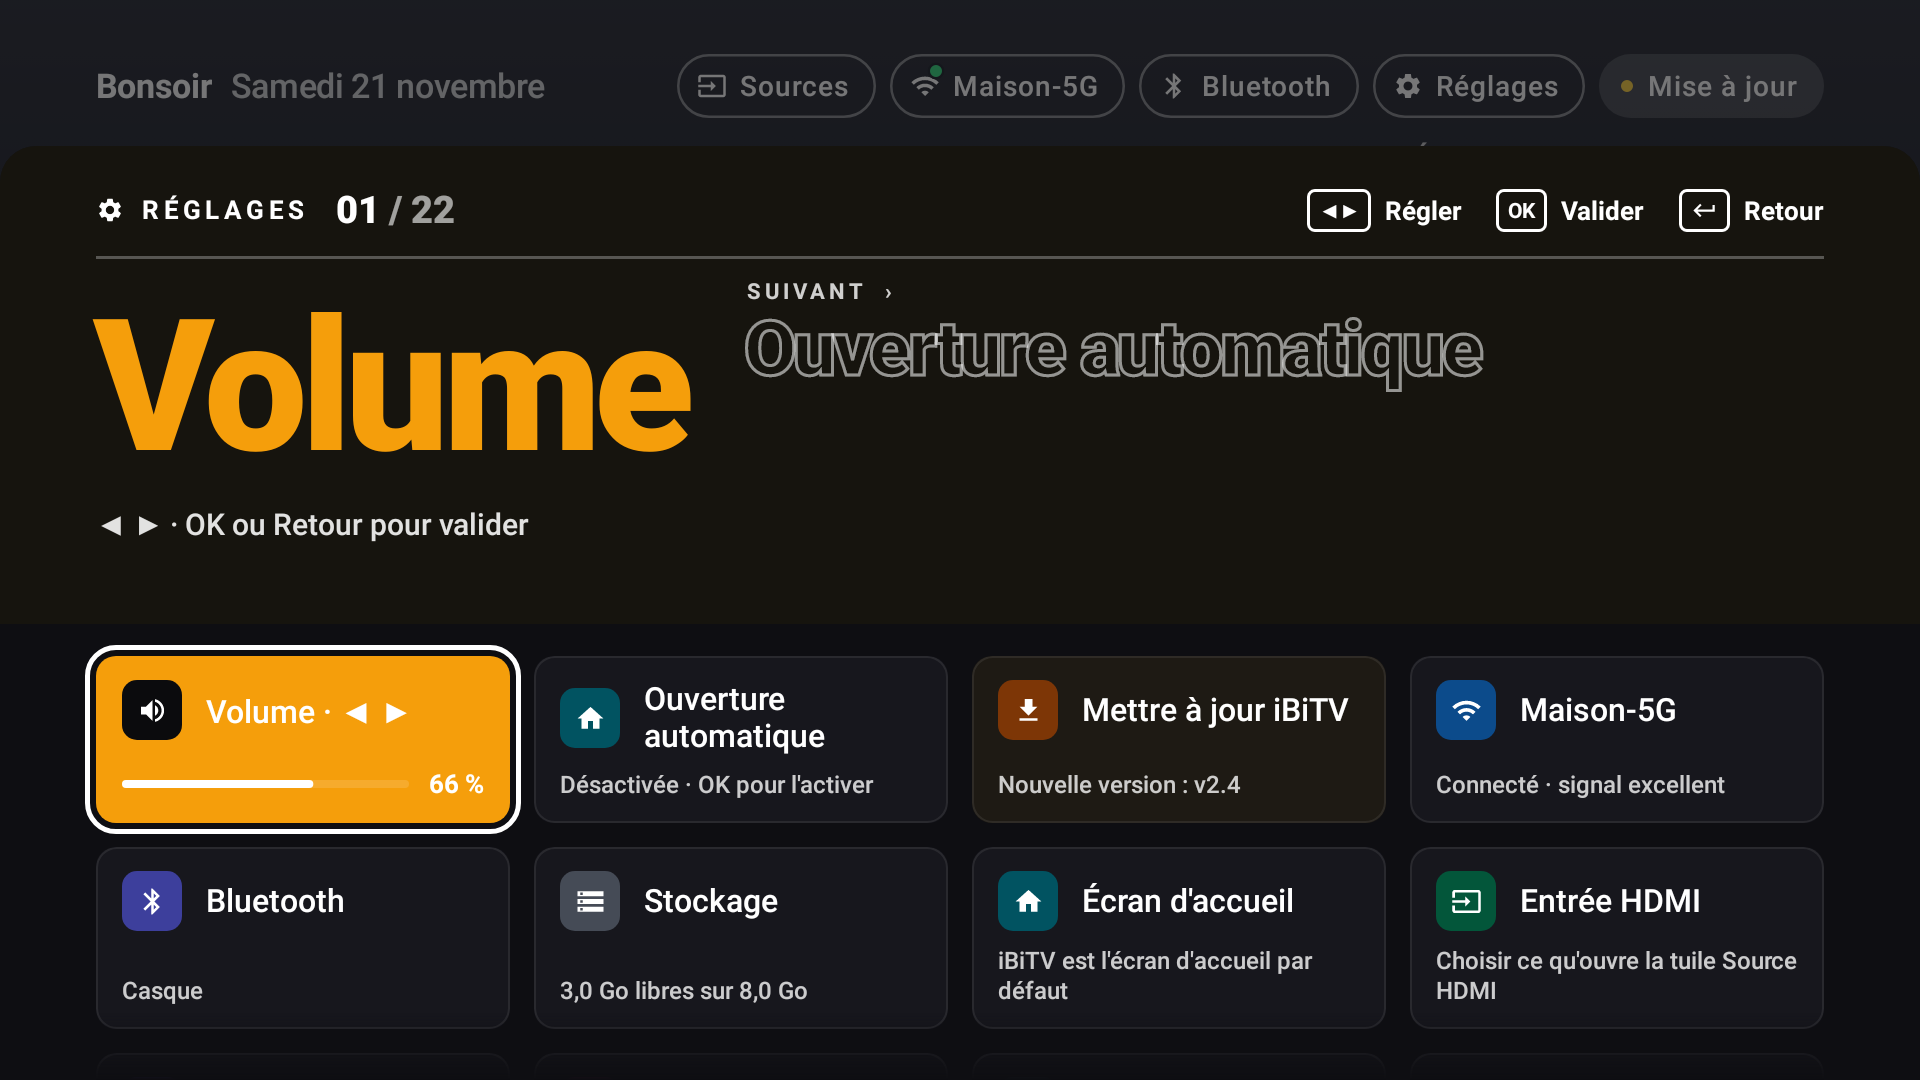 Bonsoir Samedi 21 novembre
Sources
Maison-5G
Bluetooth
Réglages
Mise à jour
RÉGLAGES 01 / 22
◀ ▶ Régler
OK Valider
Retour
SUIVANT ›
Volume
Ouverture automatique
◀ ▶ · OK ou Retour pour valider
Volume · ◀ ▶
66 %
Ouverture
automatique
Désactivée · OK pour l'activer
Mettre à jour iBiTV
Nouvelle version : v2.4
Maison-5G
Connecté · signal excellent
Bluetooth
Casque
Stockage
3,0 Go libres sur 8,0 Go
Écran d'accueil
iBiTV est l'écran d'accueil par
défaut
Entrée HDMI
Choisir ce qu'ouvre la tuile Source
HDMI